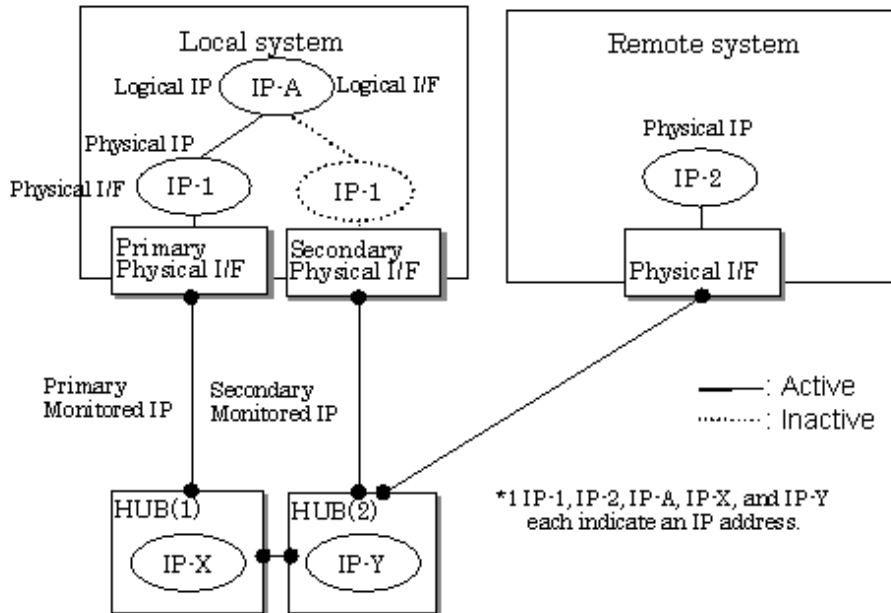 Local system
Logical IP
IP-A
Logical I/F
Physical IP
Physical I/F
IP-1
IP-1
Primary
Physical I/F
Secondary
Physical I/F
Remote system
Physical IP
IP-2
Physical I/F
Primary
Monitored IP
Secondary
Monitored IP
: Active
: Inactive
HUB(1)
IP-X
HUB(2)
IP-Y
*1 IP-1, IP-2, IP-A, IP-X, and IP-Y
each indicate an IP address.